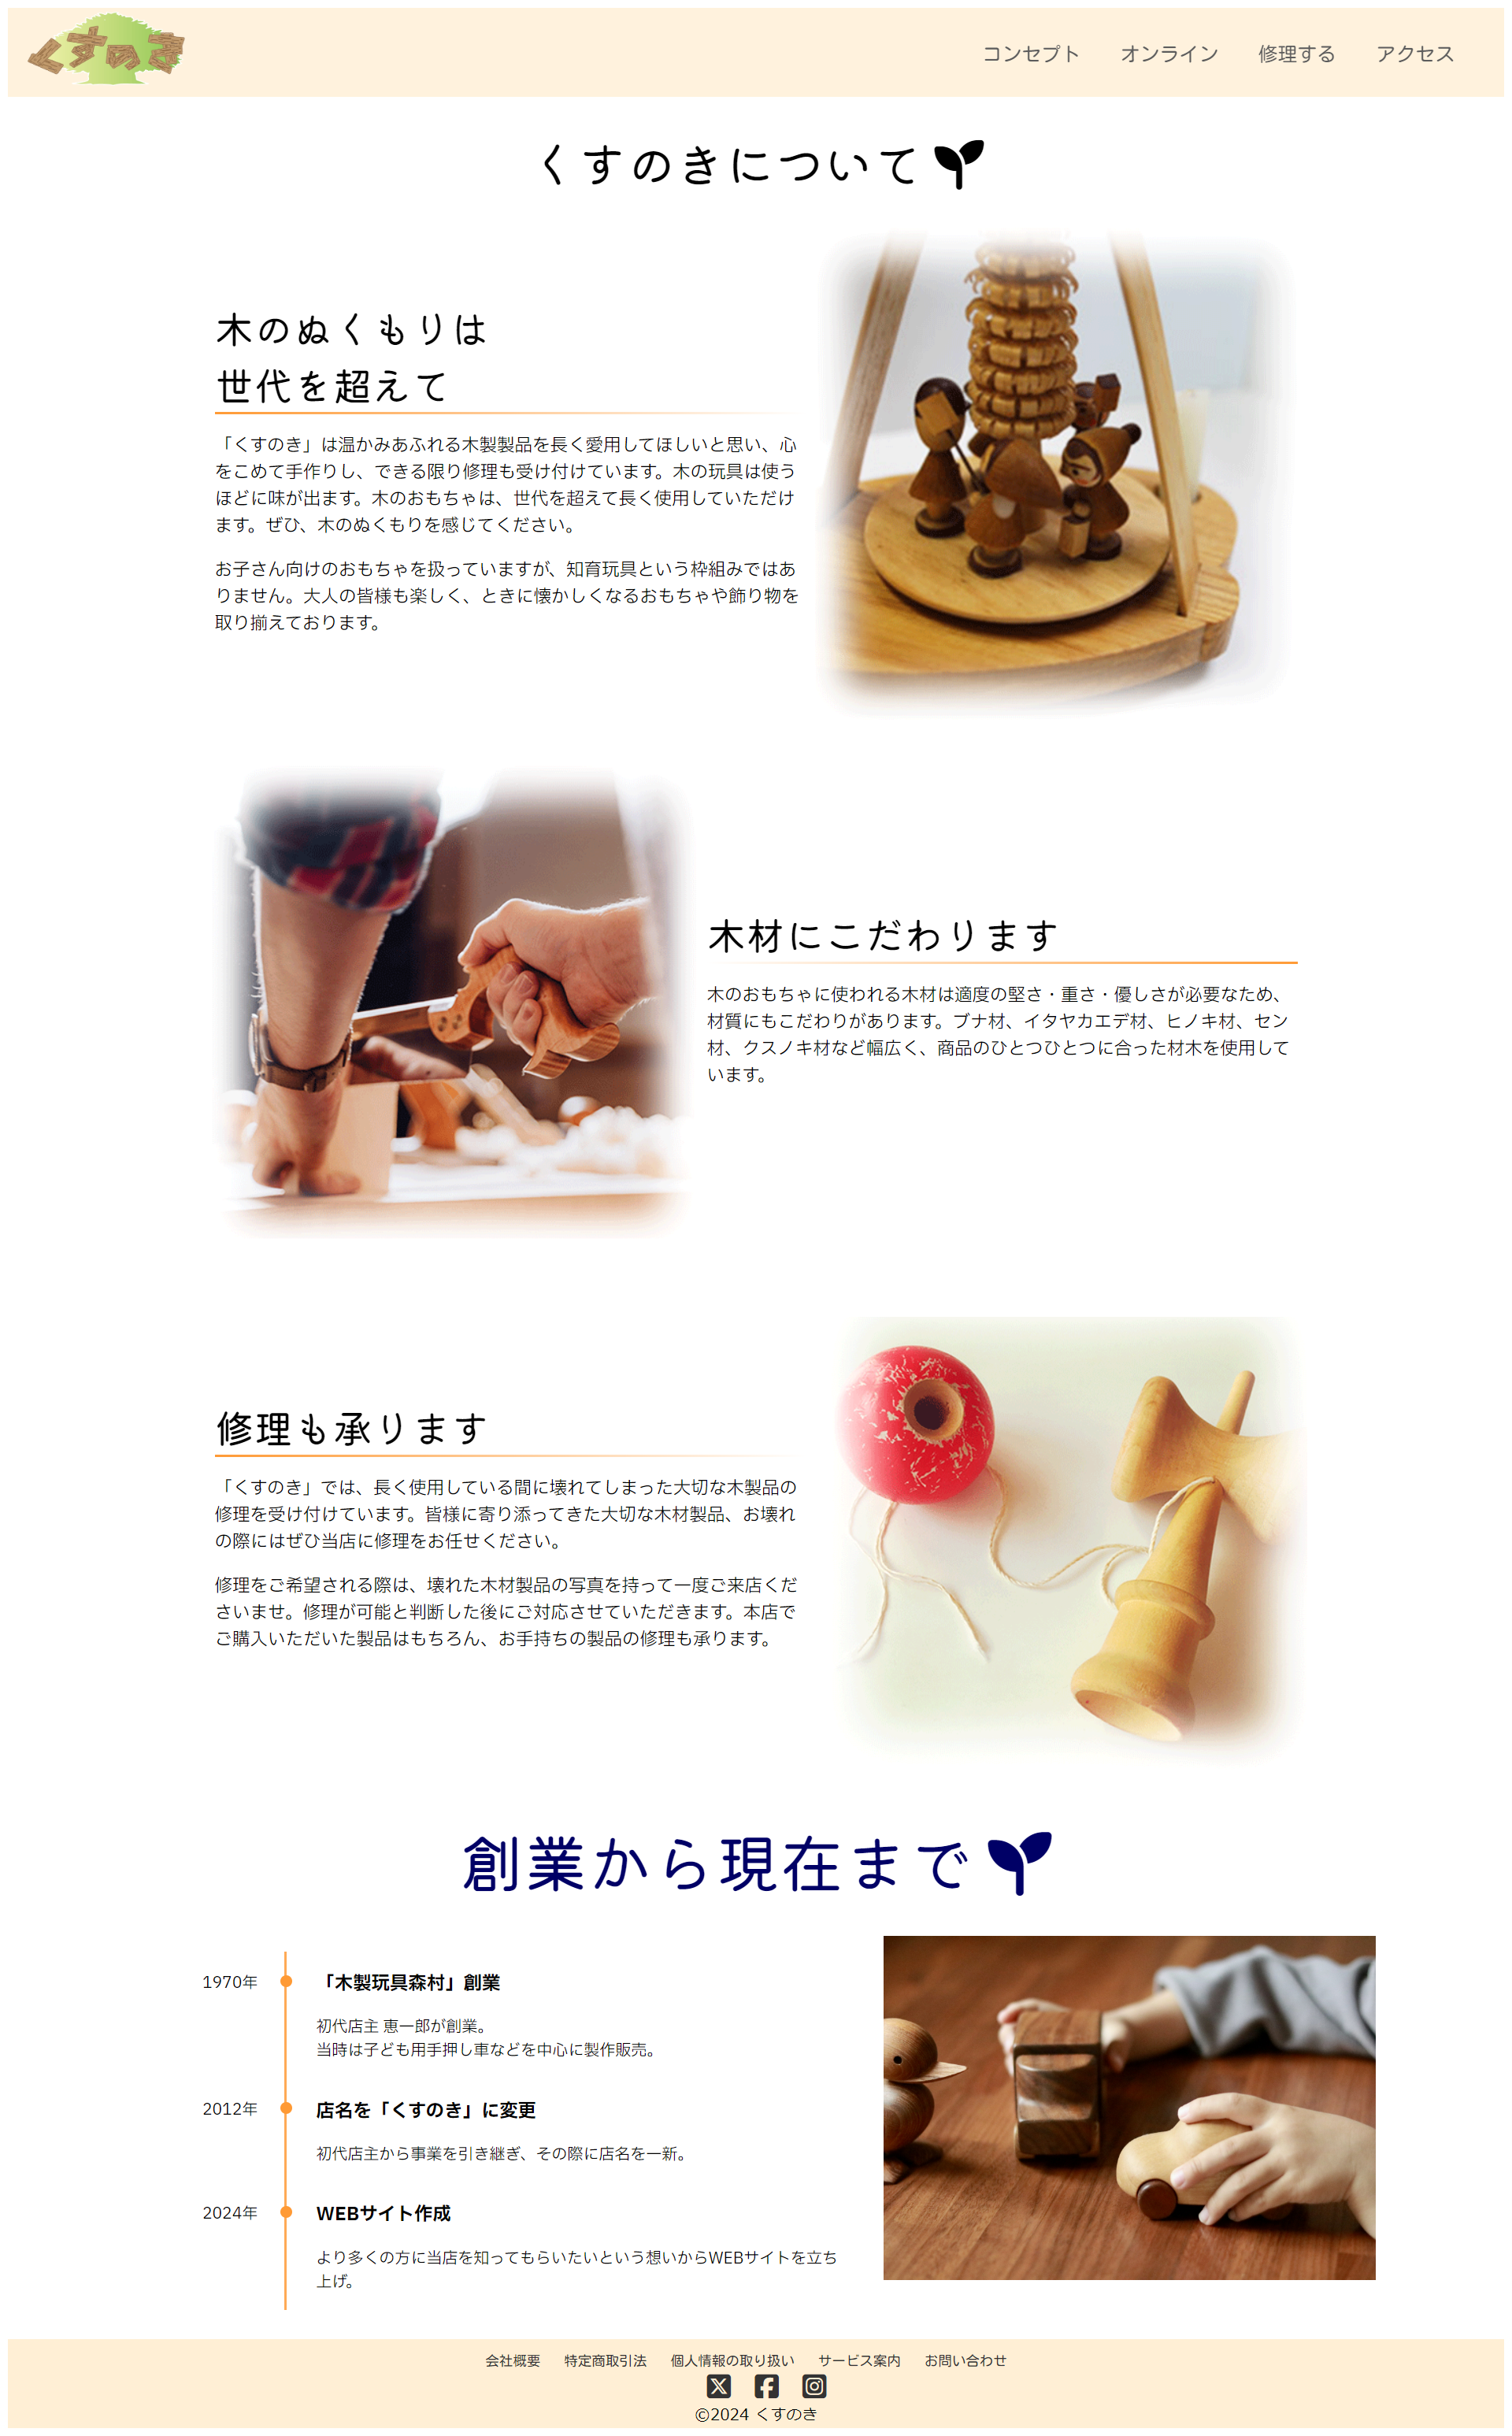 くすのき
コンセプト オンライン 修理する アクセス
くすのきについて
木のぬくもりは
世代を超えて
「くすのき」は温かみあふれる木製製品を長く愛用してほしいと思い、心
をこめて手作りし、できる限り修理も受け付けています。木の玩具は使う
ほどに味が出ます。木のおもちゃは、世代を超えて長く使用していただけ
ます。ぜひ、木のぬくもりを感じてください。
お子さん向けのおもちゃを扱っていますが、知育玩具という枠組みではあ
りません。大人の皆様も楽しく、ときに懐かしくなるおもちゃや飾り物を
取り揃えております。
木材にこだわります
木のおもちゃに使われる木材は適度の堅さ・重さ・優しさが必要なため、
材質にもこだわりがあります。ブナ材、イタヤカエデ材、ヒノキ材、セン
材、クスノキ材など幅広く、商品のひとつひとつに合った材木を使用して
います。
修理も承ります
「くすのき」では、長く使用している間に壊れてしまった大切な木製品の
修理を受け付けています。皆様に寄り添ってきた大切な木材製品、お壊れ
の際にはぜひ当店に修理をお任せください。
修理をご希望される際は、壊れた木材製品の写真を持って一度ご来店くだ
さいませ。修理が可能と判断した後にご対応させていただきます。本店で
ご購入いただいた製品はもちろん、お手持ちの製品の修理も承ります。
創業から現在まで
1970年 「木製玩具森村」創業
初代店主 恵一郎が創業。
当時は子ども用手押し車などを中心に製作販売。
2012年 店名を「くすのき」に変更
初代店主から事業を引き継ぎ、その際に店名を一新。
2024年 WEBサイト作成
より多くの方に当店を知ってもらいたいという想いからWEBサイトを立ち
上げ。
会社概要 特定商取引法 個人情報の取り扱い サービス案内 お問い合わせ
©2024 くすのき